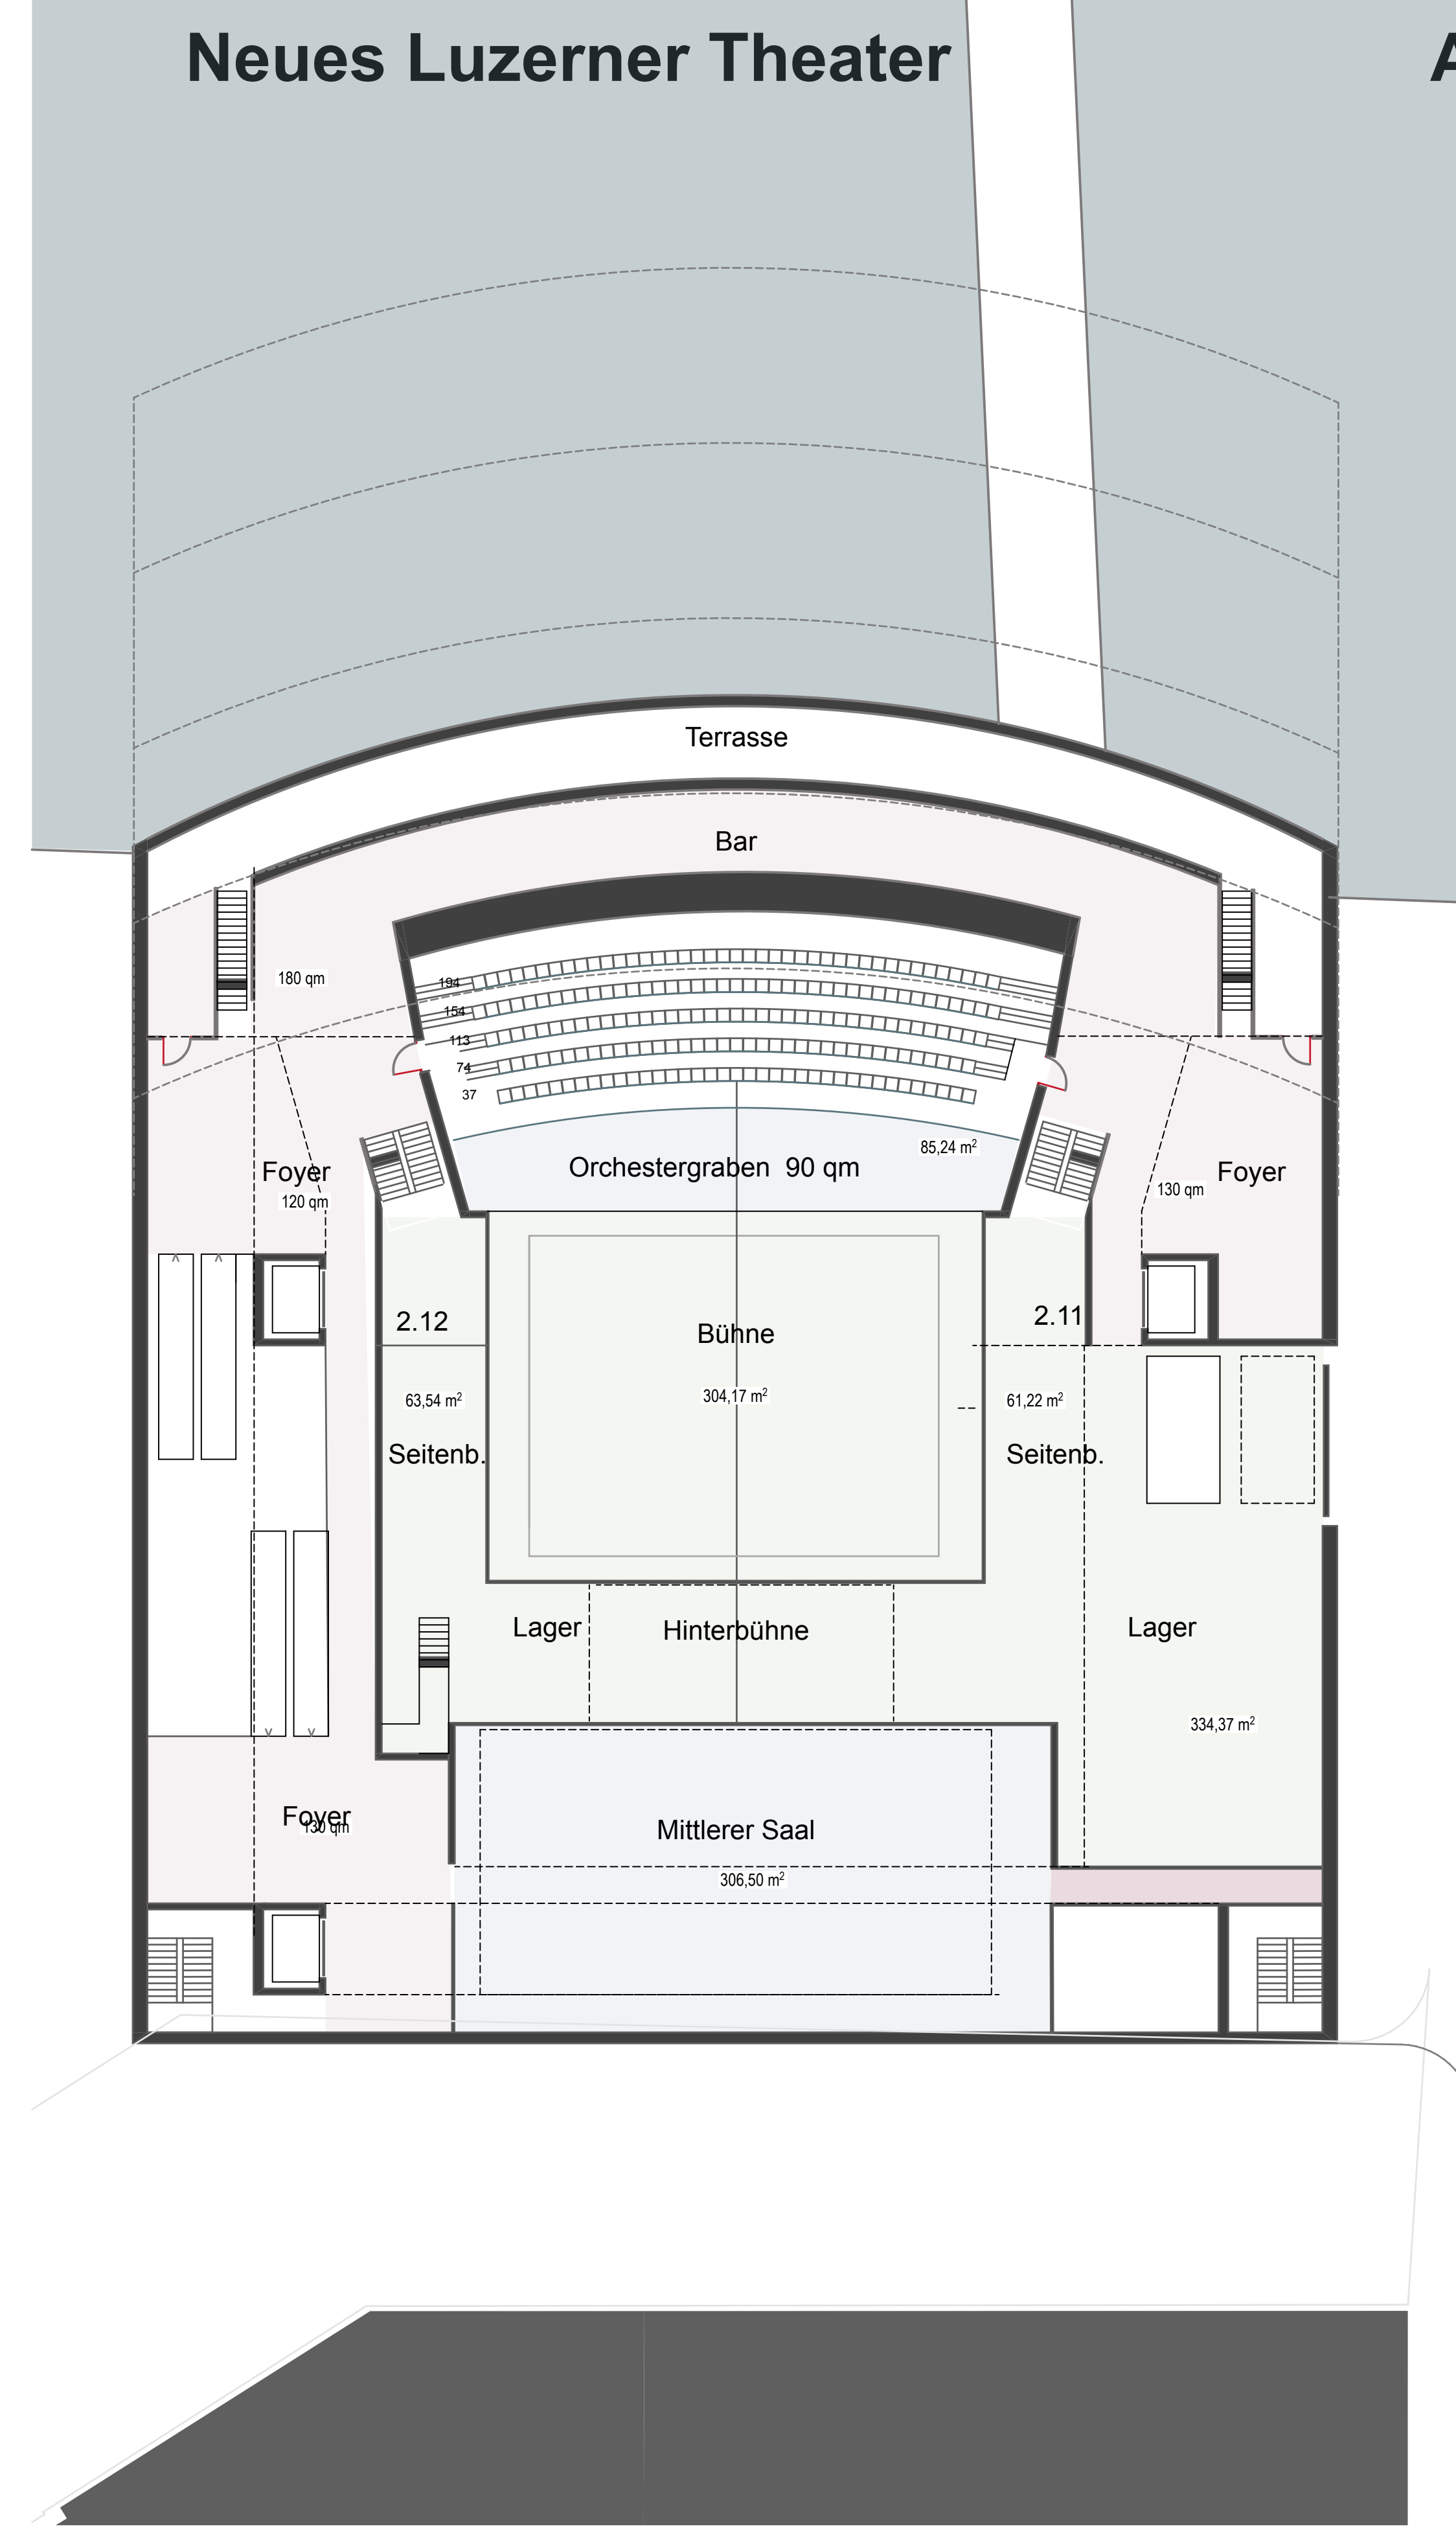 Neues Luzerner Theater
A
Terrasse
Bar
180 qm
194
154
113
74
37
85,24 m²
Orchestergraben 90 qm
Foyer
120 qm
130 qm
Foyer
2.12
Bühne
2.11
63,54 m²
304,17 m²
61,22 m²
Seitenb.
Seitenb.
Lager
Hinterbühne
Lager
334,37 m²
Foyer
130 qm
Mittlerer Saal
306,50 m²